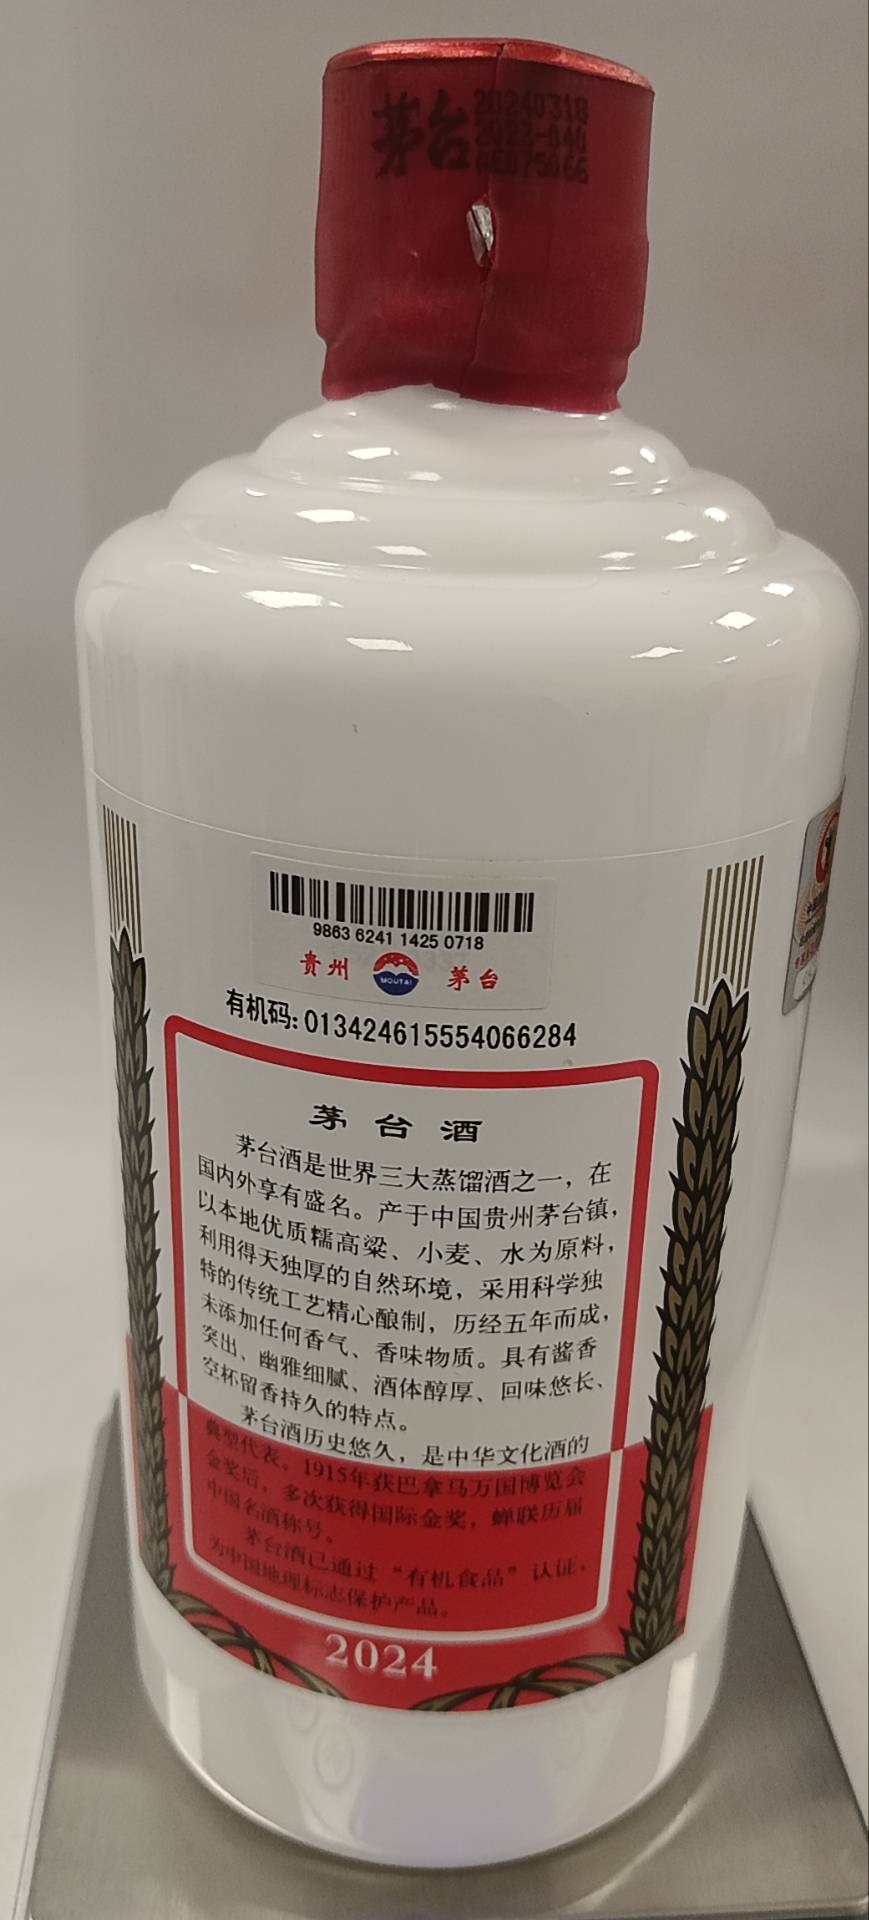 茅台
20240318
2023-040
AE075066
9863 6241 1425 0718
贵州 MOUTAI 茅台
有机码:013424615554066284
茅台酒
茅台酒是世界三大蒸馏酒之一，在
国内外享有盛名。产于中国贵州茅台镇，
以本地优质糯高粱、小麦、水为原料，
利用得天独厚的自然环境，采用科学独
特的传统工艺精心酿制，历经五年而成，
未添加任何香气、香味物质。具有酱香
突出、幽雅细腻、酒体醇厚、回味悠长、
空杯留香持久的特点。
茅台酒历史悠久，是中华文化酒的
典型代表。1915年获巴拿马万国博览会
金奖后，多次获得国际金奖，蝉联历届
中国名酒称号。
茅台酒已通过“有机食品”认证，
为中国地理标志保护产品。
2024